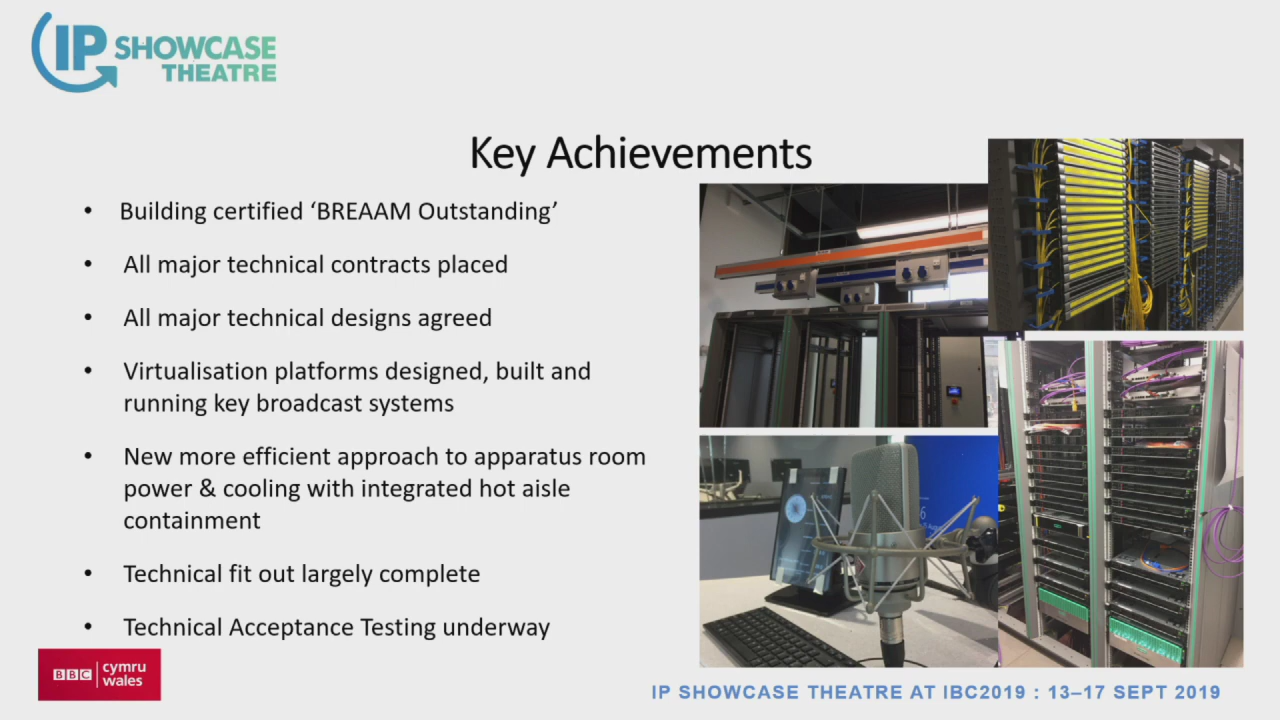 IP SHOWCASE
THEATRE
Key Achievements
• Building certified ‘BREAAM Outstanding’
• All major technical contracts placed
• All major technical designs agreed
• Virtualisation platforms designed, built and
running key broadcast systems
• New more efficient approach to apparatus room
power & cooling with integrated hot aisle
containment
• Technical fit out largely complete
• Technical Acceptance Testing underway
BBC cymru
wales
IP SHOWCASE THEATRE AT IBC2019 : 13–17 SEPT 2019